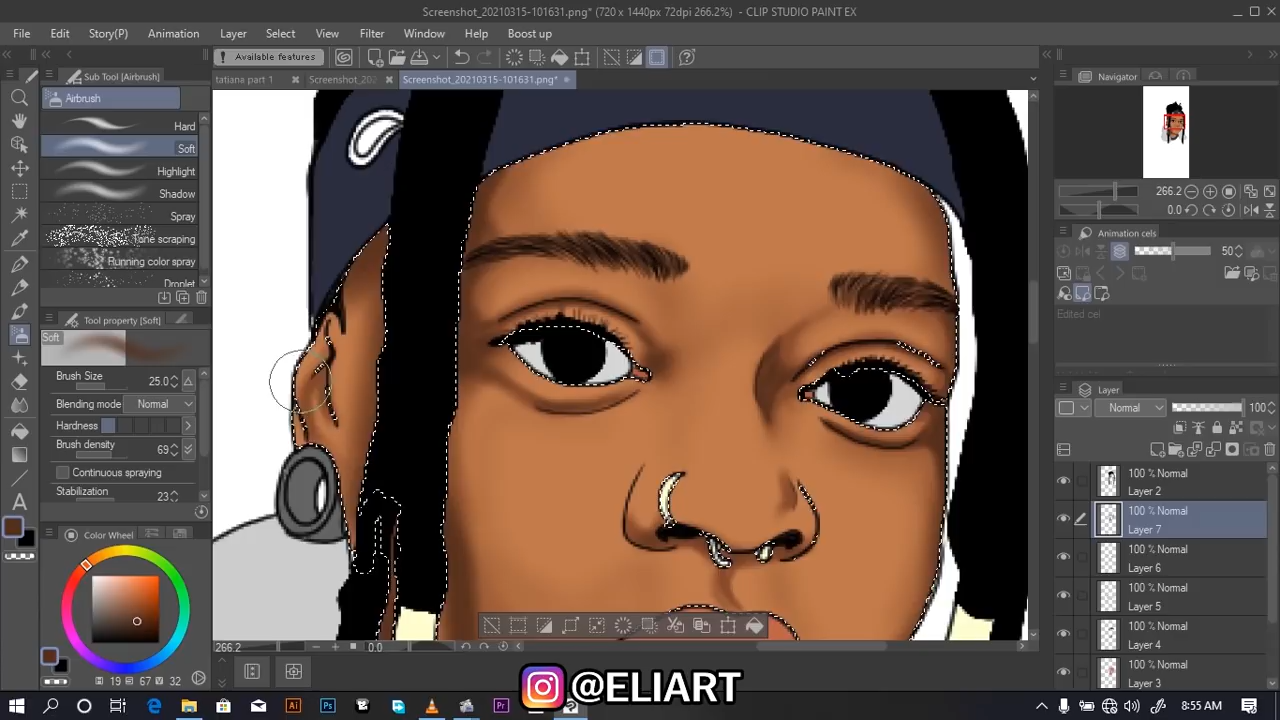 Screenshot_20210315-101631.png* (720 x 1440px 72dpi 266.2%) - CLIP STUDIO PAINT EX
File Edit Story(P) Animation Layer Select View Filter Window Help Boost up
Available features
tatiana part 1 Screenshot_202 Screenshot_20210315-101631.png*
Sub Tool [Airbrush]
Airbrush
Hard
Soft
Highlight
Shadow
Spray
one scraping
Running color spray
Droplet
Tool property [Soft]
Soft
Brush Size 25.0
Blending mode Normal
Hardness
Brush density 69
Continuous spraying
Stabilization 23
Color Wheel
19 67 32
266.2 0.0
Navigator
266.2
0.0
Animation cels
50
Edited cel
Layer
Normal 100
100 % Normal
Layer 2
100 % Normal
Layer 7
100 % Normal
Layer 6
100 % Normal
Layer 5
100 % Normal
Layer 4
100 % Normal
Layer 3
@ELIART
Ai Ps Pr
8:55 AM